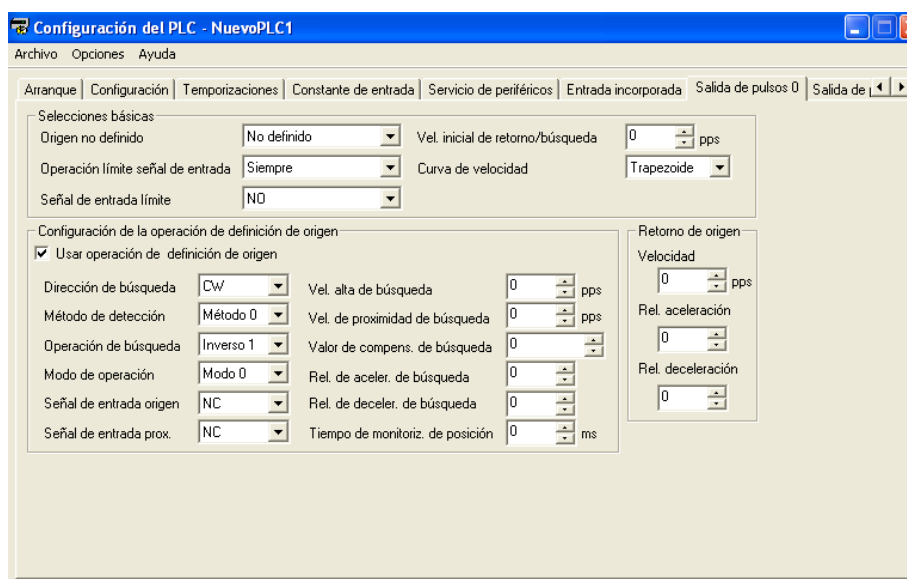 Configuración del PLC - NuevoPLC1
Archivo Opciones Ayuda
Arranque Configuración Temporizaciones Constante de entrada Servicio de periféricos Entrada incorporada Salida de pulsos 0 Salida de
Selecciones básicas
Origen no definido No definido Vel. inicial de retorno/búsqueda 0 pps
Operación límite señal de entrada Siempre Curva de velocidad Trapezoide
Señal de entrada límite NO
Configuración de la operación de definición de origen Retorno de origen
Usar operación de definición de origen Velocidad
Dirección de búsqueda CW Vel. alta de búsqueda 0 pps 0 pps
Método de detección Método 0 Vel. de proximidad de búsqueda 0 pps Rel. aceleración
Operación de búsqueda Inverso 1 Valor de compens. de búsqueda 0 0
Modo de operación Modo 0 Rel. de aceler. de búsqueda 0 Rel. deceleración
Señal de entrada origen NC Rel. de deceler. de búsqueda 0 0
Señal de entrada prox. NC Tiempo de monitoriz. de posición 0 ms